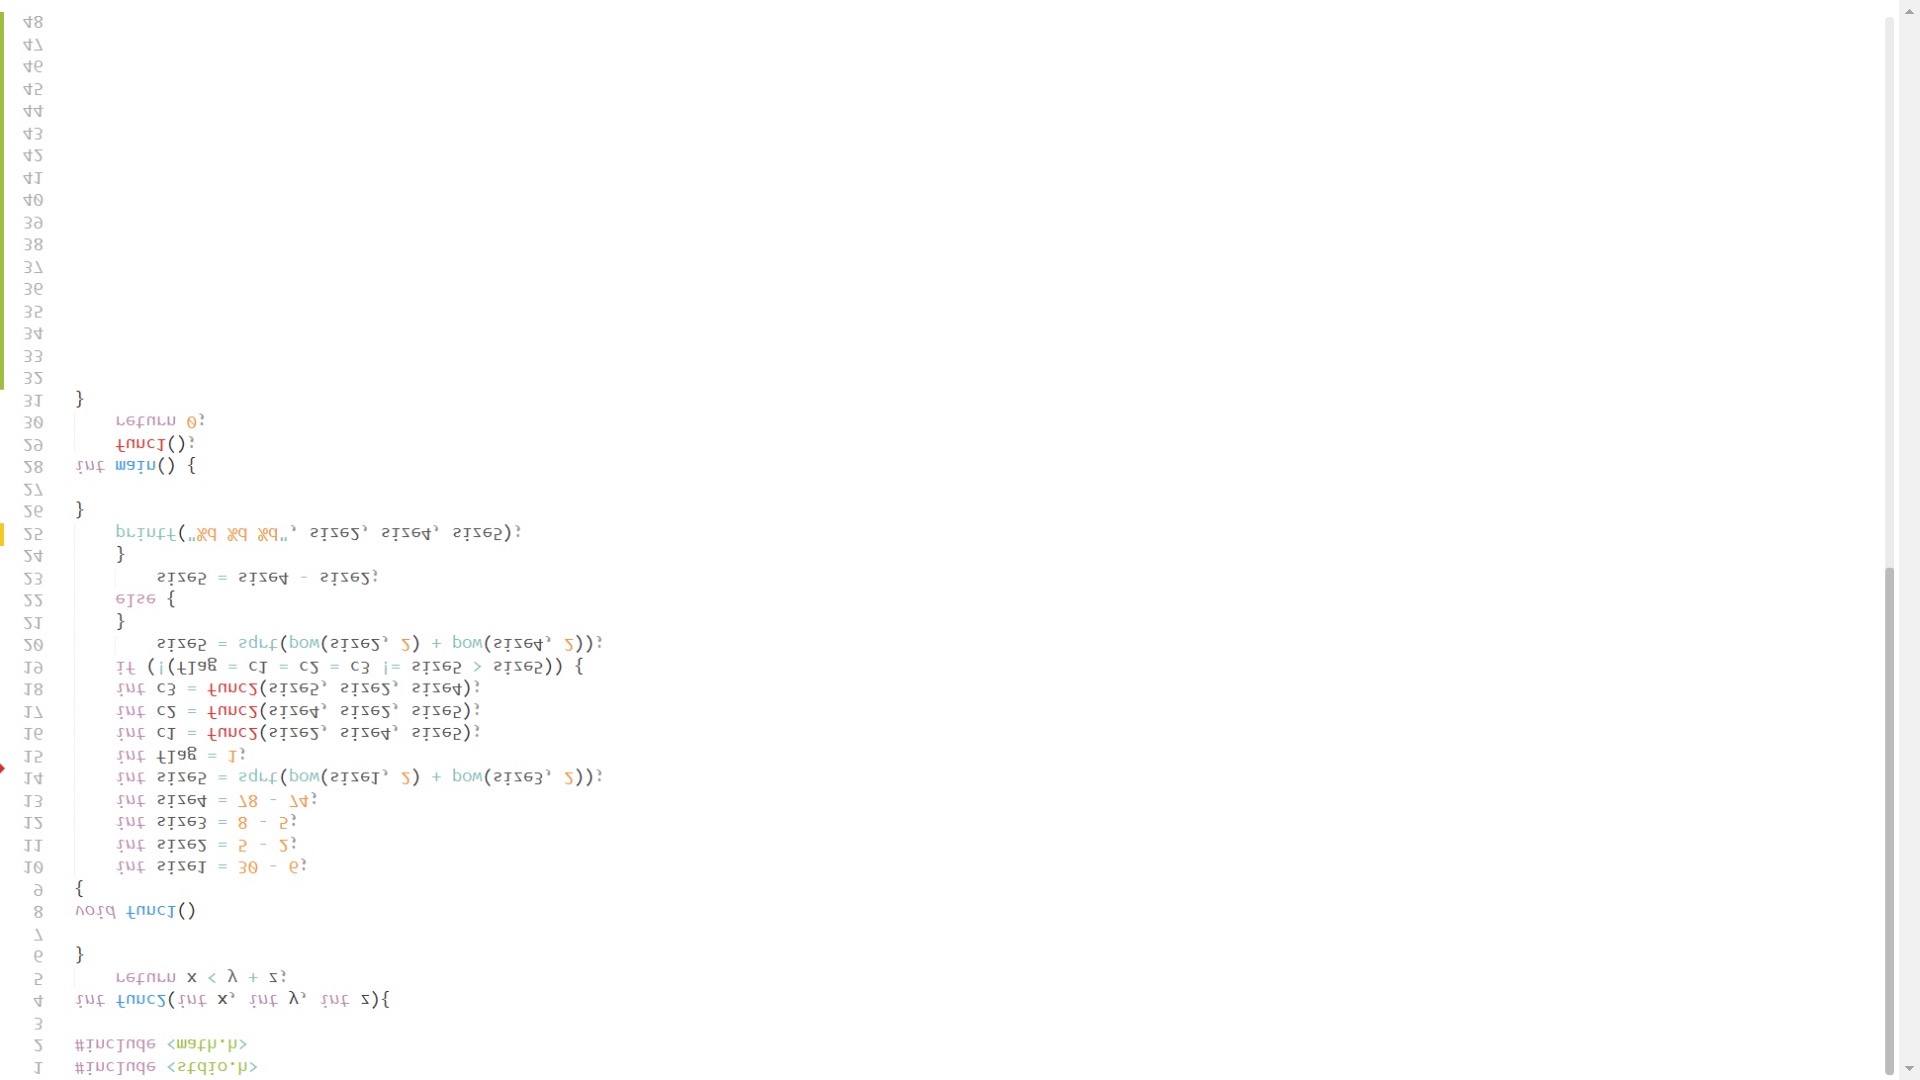 1 #include <stdio.h>
2 #include <math.h>
3
4 int func2(int x, int y, int z){
5 return x < y + z;
6 }
7
8 void func1()
9 {
10 int size1 = 30 - 6;
11 int size2 = 5 - 2;
12 int size3 = 8 - 5;
13 int size4 = 78 - 74;
14 int size5 = sqrt(pow(size1, 2) + pow(size3, 2));
15 int flag = 1;
16 int c1 = func2(size2, size4, size5);
17 int c2 = func2(size4, size2, size5);
18 int c3 = func2(size5, size2, size4);
19 if (!(flag = c1 = c2 = c3 != size5 > size5)) {
20 size5 = sqrt(pow(size2, 2) + pow(size4, 2));
21 }
22 else {
23 size5 = size4 - size2;
24 }
25 printf("%d %d %d", size2, size4, size5);
26 }
27
28 int main() {
29 func1();
30 return 0;
31 }
32
33
34
35
36
37
38
39
40
41
42
43
44
45
46
47
48